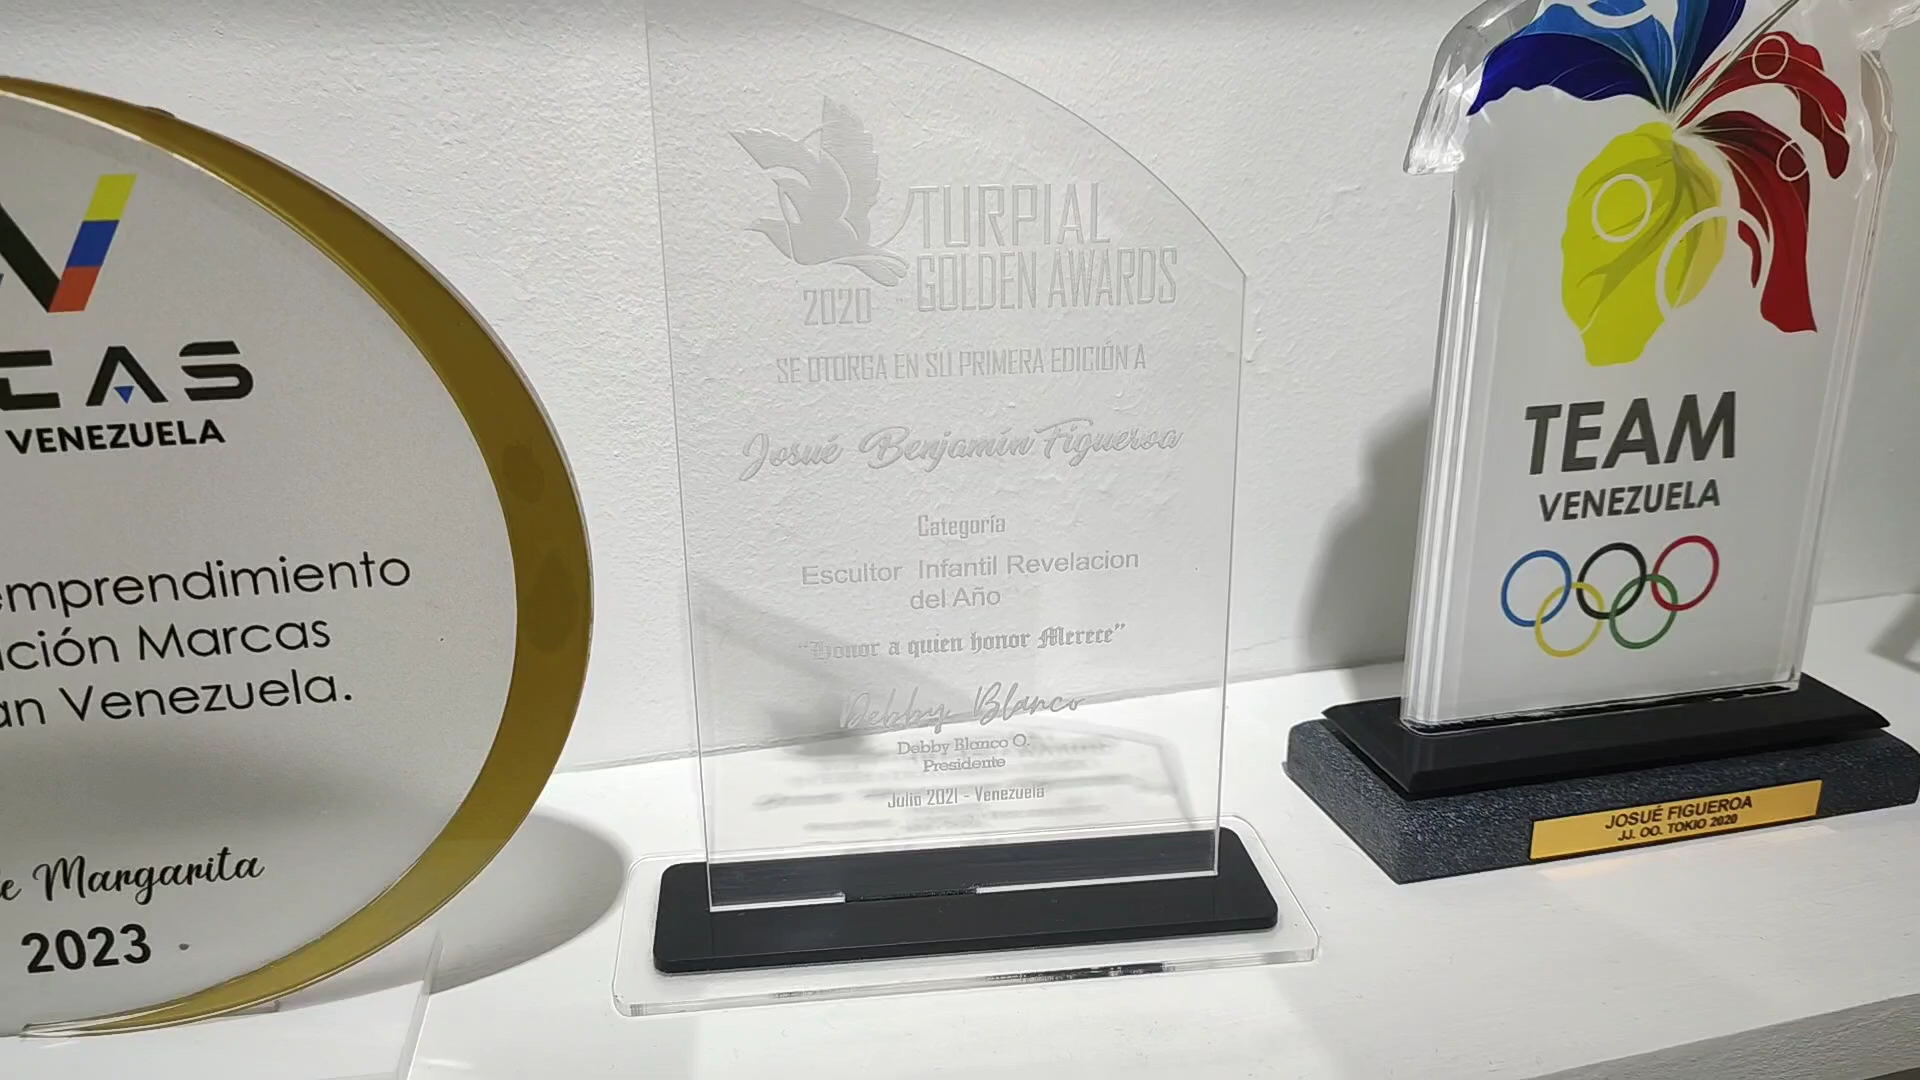 CAS
VENEZUELA
emprendimiento
ción Marcas
an Venezuela.
Margarita
2023
TURPIAL
GOLDEN AWARDS
2020
SE OTORGA EN SU PRIMERA EDICIÓN A
Josué Benjamín Figueroa
Categoría
Escultor Infantil Revelacion
del Año
"Honor a quien honor Merece"
Debby Blanco
Debby Blanco O.
Presidente
Julio 2021 - Venezuela
TEAM
VENEZUELA
JOSUÉ FIGUEROA
JJ. OO. TOKIO 2020